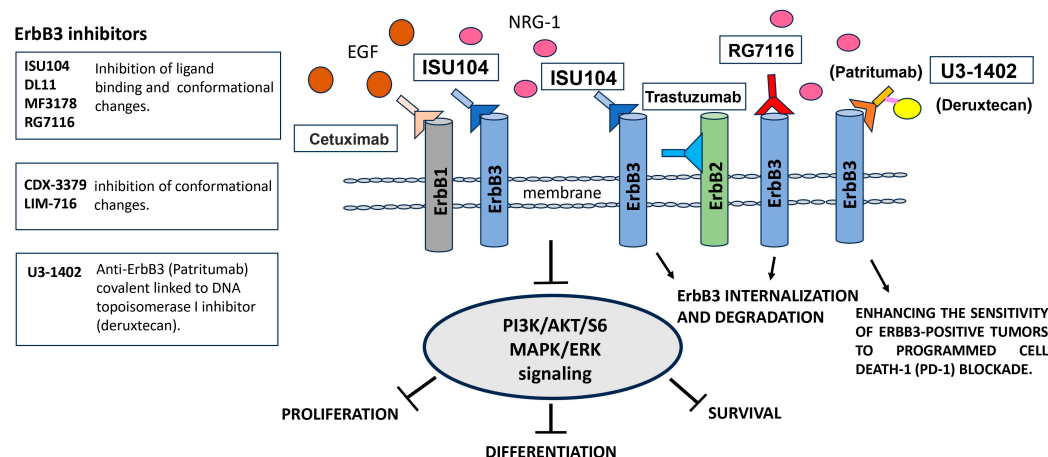 ErbB3 inhibitors
ISU104
DL11
MF3178
RG7116
Inhibition of ligand
binding and conformational
changes.
CDX-3379
LIM-716
inhibition of conformational
changes.
U3-1402
Anti-ErbB3 (Patritumab)
covalent linked to DNA
topoisomerase I inhibitor
(deruxtecan).
EGF
NRG-1
ISU104
ISU104
RG7116
(Patritumab)
U3-1402
(Deruxtecan)
Cetuximab
Trastuzumab
ErbB1
ErbB3
membrane
ErbB3
ErbB2
ErbB3
ErbB3
ErbB3 INTERNALIZATION
AND DEGRADATION
ENHANCING THE SENSITIVITY
OF ERBB3-POSITIVE TUMORS
TO PROGRAMMED CELL
DEATH-1 (PD-1) BLOCKADE.
PI3K/AKT/S6
MAPK/ERK
signaling
PROLIFERATION
DIFFERENTIATION
SURVIVAL